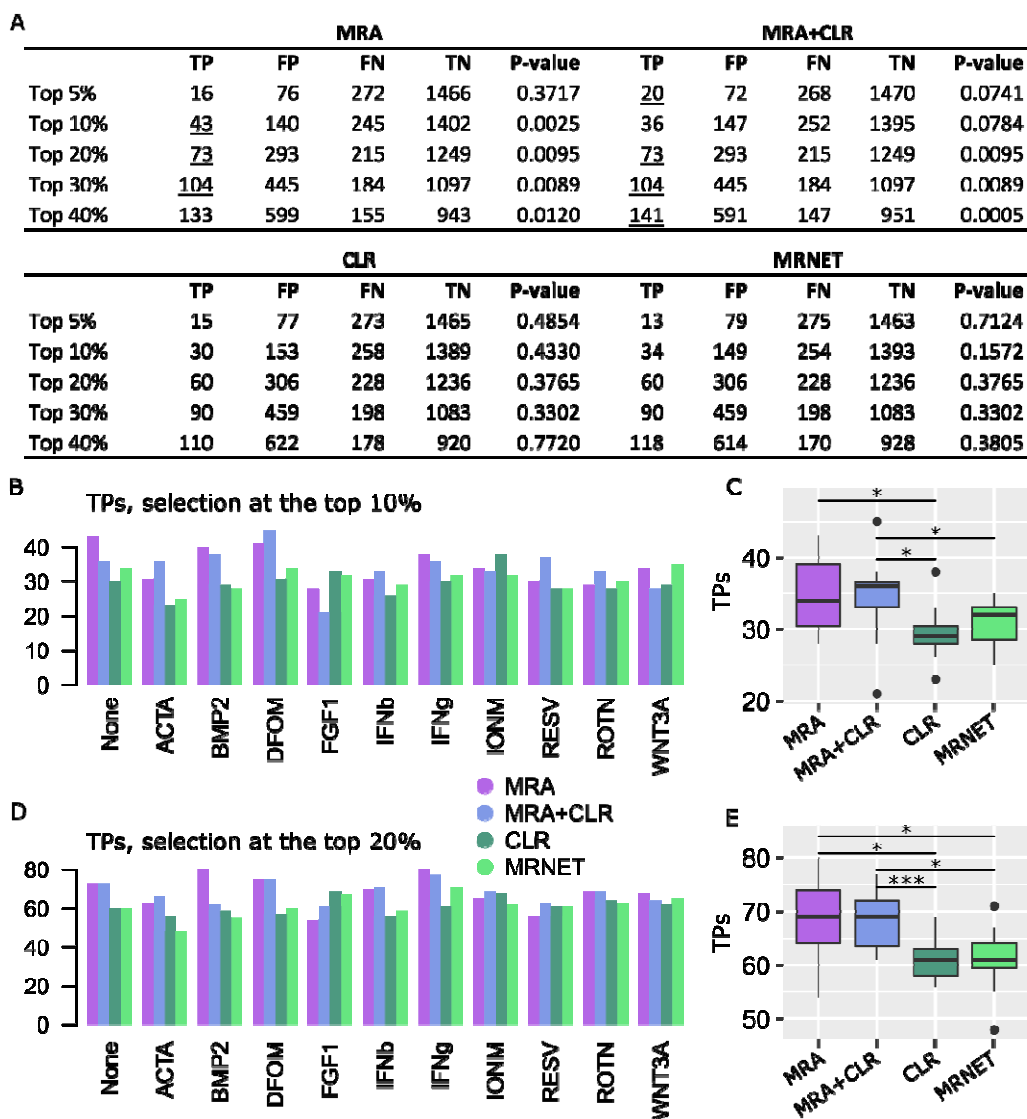 A
MRA MRA+CLR
TP FP FN TN P-value TP FP FN TN P-value
Top 5% 16 76 272 1466 0.3717 20 72 268 1470 0.0741
Top 10% 43 140 245 1402 0.0025 36 147 252 1395 0.0784
Top 20% 73 293 215 1249 0.0095 73 293 215 1249 0.0095
Top 30% 104 445 184 1097 0.0089 104 445 184 1097 0.0089
Top 40% 133 599 155 943 0.0120 141 591 147 951 0.0005
CLR MRNET
TP FP FN TN P-value TP FP FN TN P-value
Top 5% 15 77 273 1465 0.4854 13 79 275 1463 0.7124
Top 10% 30 153 258 1389 0.4330 34 149 254 1393 0.1572
Top 20% 60 306 228 1236 0.3765 60 306 228 1236 0.3765
Top 30% 90 459 198 1083 0.3302 90 459 198 1083 0.3302
Top 40% 110 622 178 920 0.7720 118 614 170 928 0.3805
B
TPs, selection at the top 10%
40
30
20
10
0
None ACTA BMP2 DFOM FGF1 IFNb IFNg IONM RESV ROTN WNT3A
C
TPs
40
30
20
* * *
MRA MRA+CLR CLR MRNET
MRA
MRA+CLR
CLR
MRNET
D
TPs, selection at the top 20%
80
60
40
20
0
None ACTA BMP2 DFOM FGF1 IFNb IFNg IONM RESV ROTN WNT3A
E
TPs
80
70
60
50
*
*
*
***
MRA MRA+CLR CLR MRNET